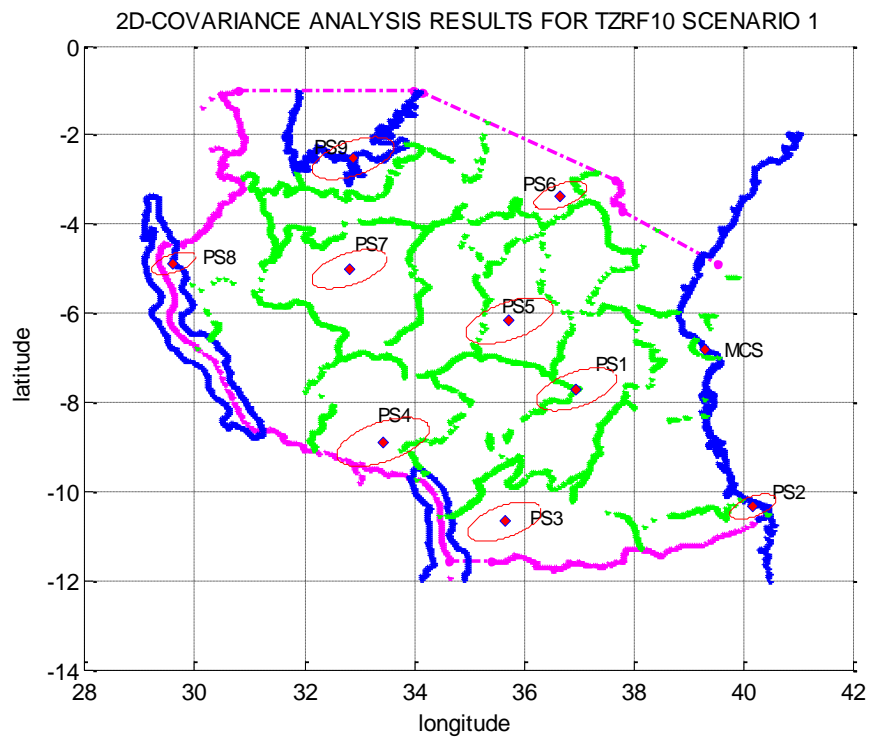 2D-COVARIANCE ANALYSIS RESULTS FOR TZRF10 SCENARIO 1
0
-2
-4
-6
-8
-10
-12
-14
latitude
PS9
PS6
PS8
PS7
PS5
MCS
PS1
PS4
PS2
PS3
28 30 32 34 36 38 40 42
longitude